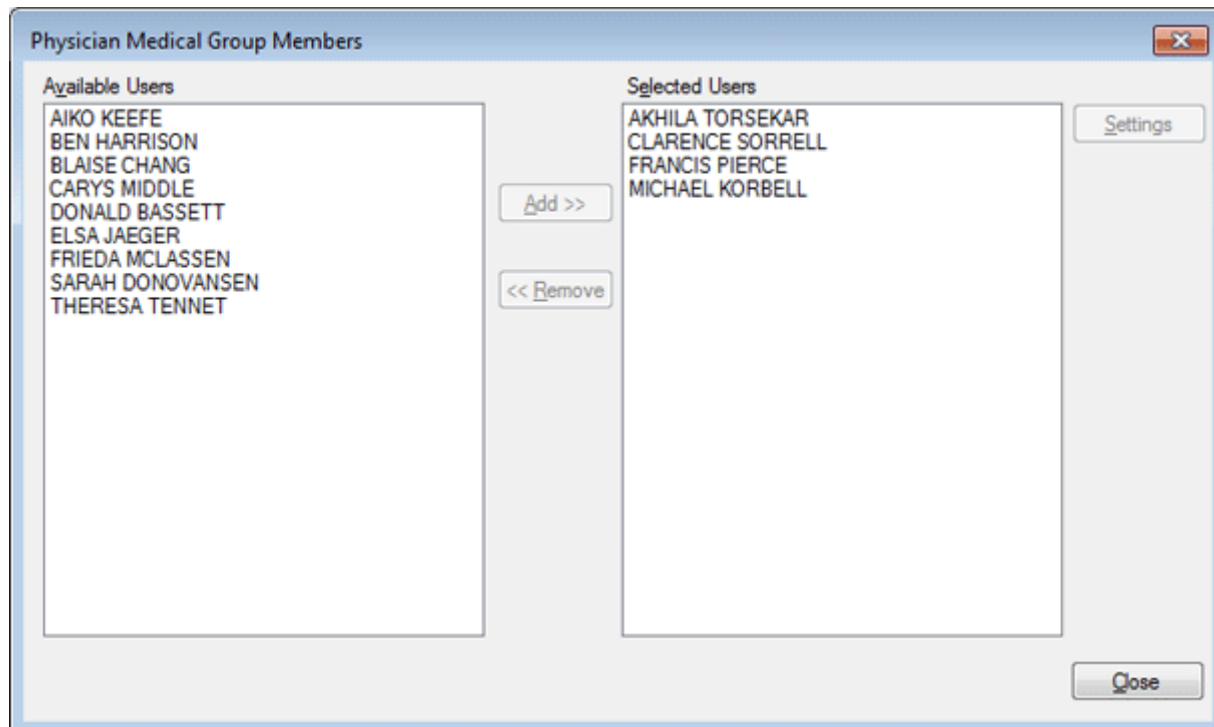 Physician Medical Group Members
Available Users
AIKO KEEFE
BEN HARRISON
BLAISE CHANG
CARYS MIDDLE
DONALD BASSETT
ELSA JAEGER
FRIEDA MCLASSEN
SARAH DONOVANSEN
THERESA TENNET
Add >>
<< Remove
Selected Users
AKHILA TORSEKAR
CLARENCE SORRELL
FRANCIS PIERCE
MICHAEL KORBELL
Settings
Close